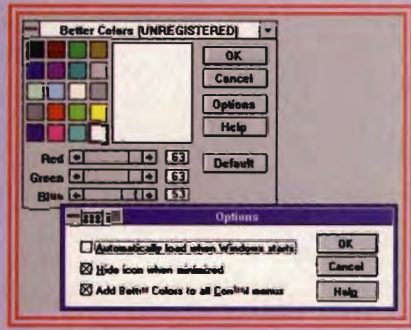 Better Colors [UNREGISTERED]
OK
Cancel
Options
Help
Red 63
Default
Green 63
Blue 53
Options
Automatically load when Windows starts
OK
Hide icon when minimized
Cancel
Add Better Colors to all Control menus
Help